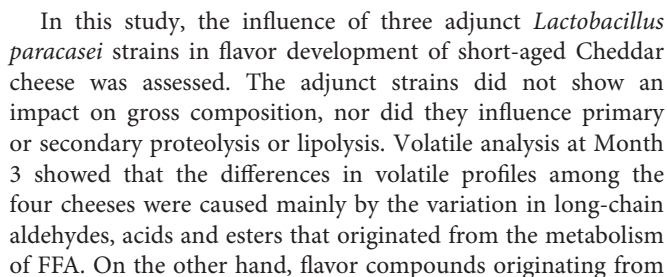 In this study, the influence of three adjunct Lactobacillus
paracasei strains in flavor development of short-aged Cheddar
cheese was assessed. The adjunct strains did not show an
impact on gross composition, nor did they influence primary
or secondary proteolysis or lipolysis. Volatile analysis at Month
3 showed that the differences in volatile profiles among the
four cheeses were caused mainly by the variation in long-chain
aldehydes, acids and esters that originated from the metabolism
of FFA. On the other hand, flavor compounds originating from